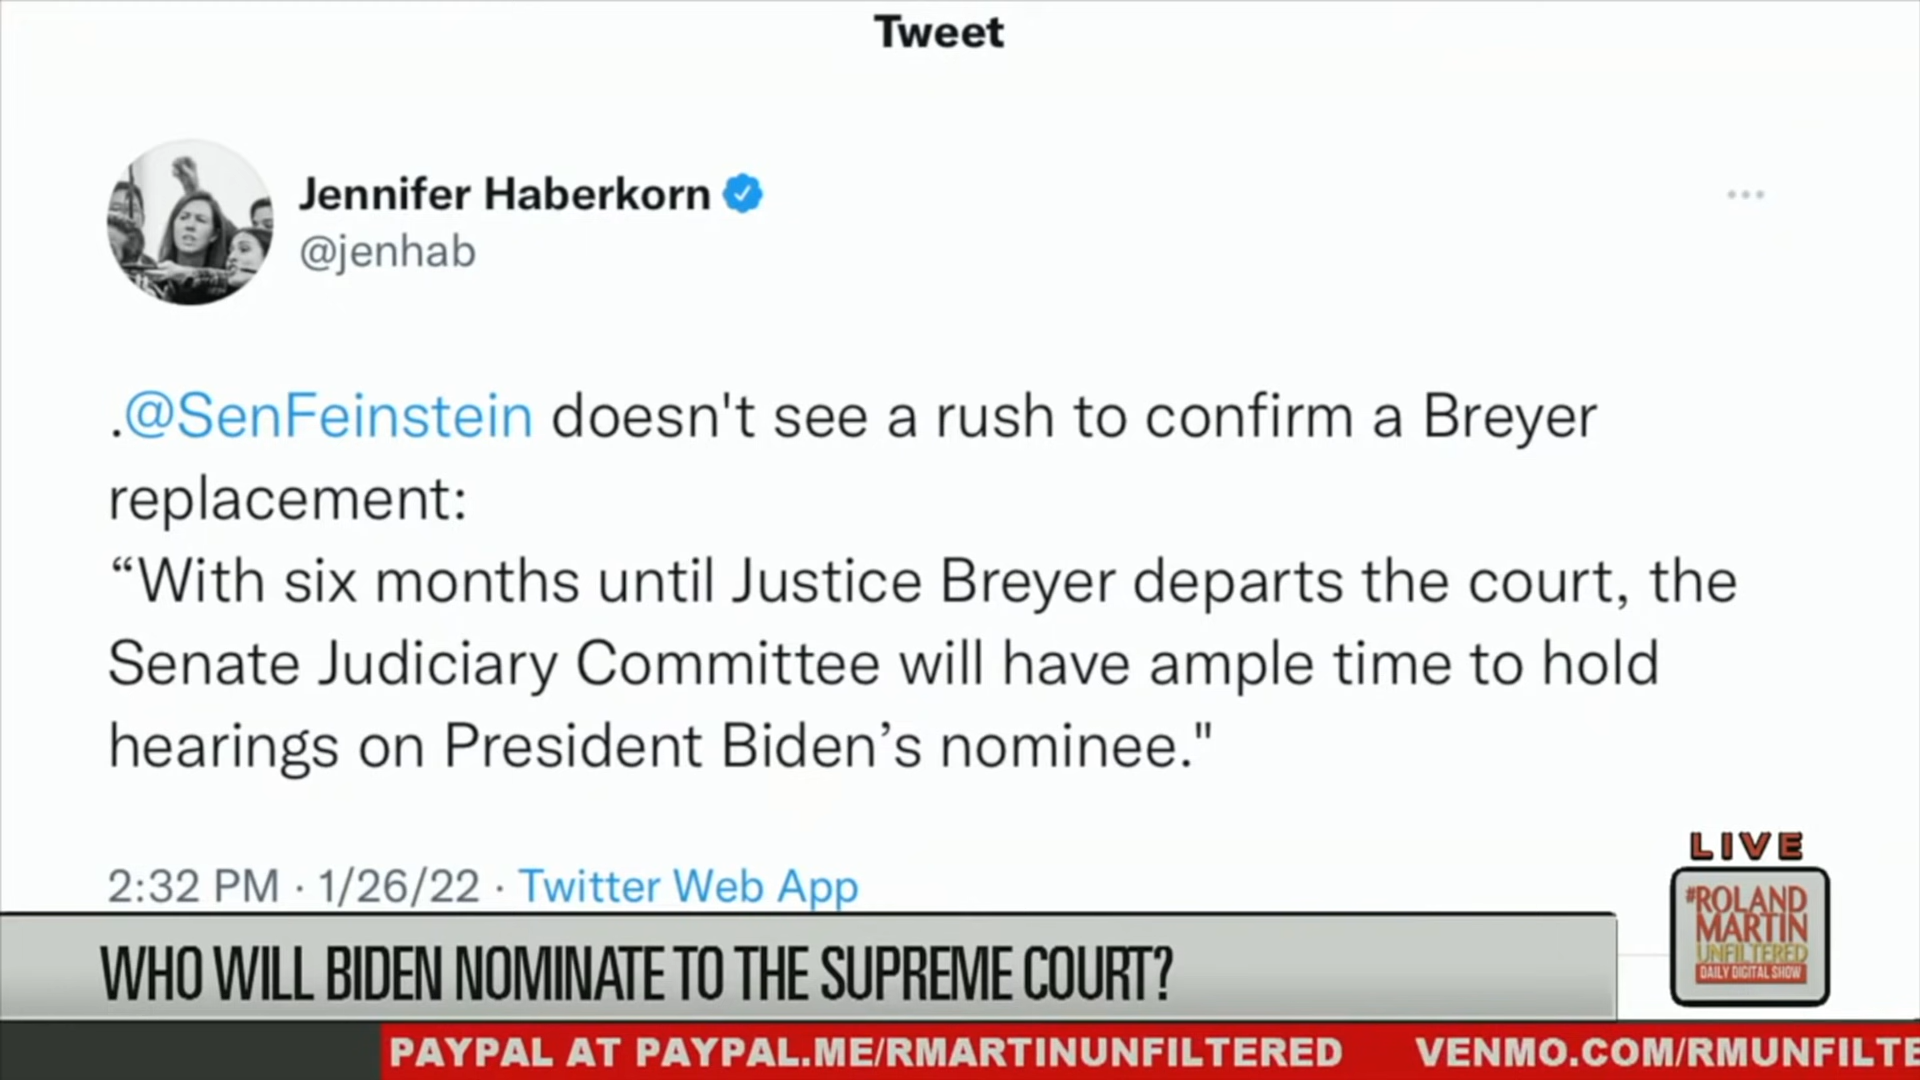 Tweet
Jennifer Haberkorn
@jenhab
.@SenFeinstein doesn't see a rush to confirm a Breyer
replacement:
“With six months until Justice Breyer departs the court, the
Senate Judiciary Committee will have ample time to hold
hearings on President Biden’s nominee."
2:32 PM · 1/26/22 · Twitter Web App
LIVE
#ROLAND
MARTIN
UNFILTERED
DAILY DIGITAL SHOW
WHO WILL BIDEN NOMINATE TO THE SUPREME COURT?
PAYPAL AT PAYPAL.ME/RMARTINUNFILTERED VENMO.COM/RMUNFILTE